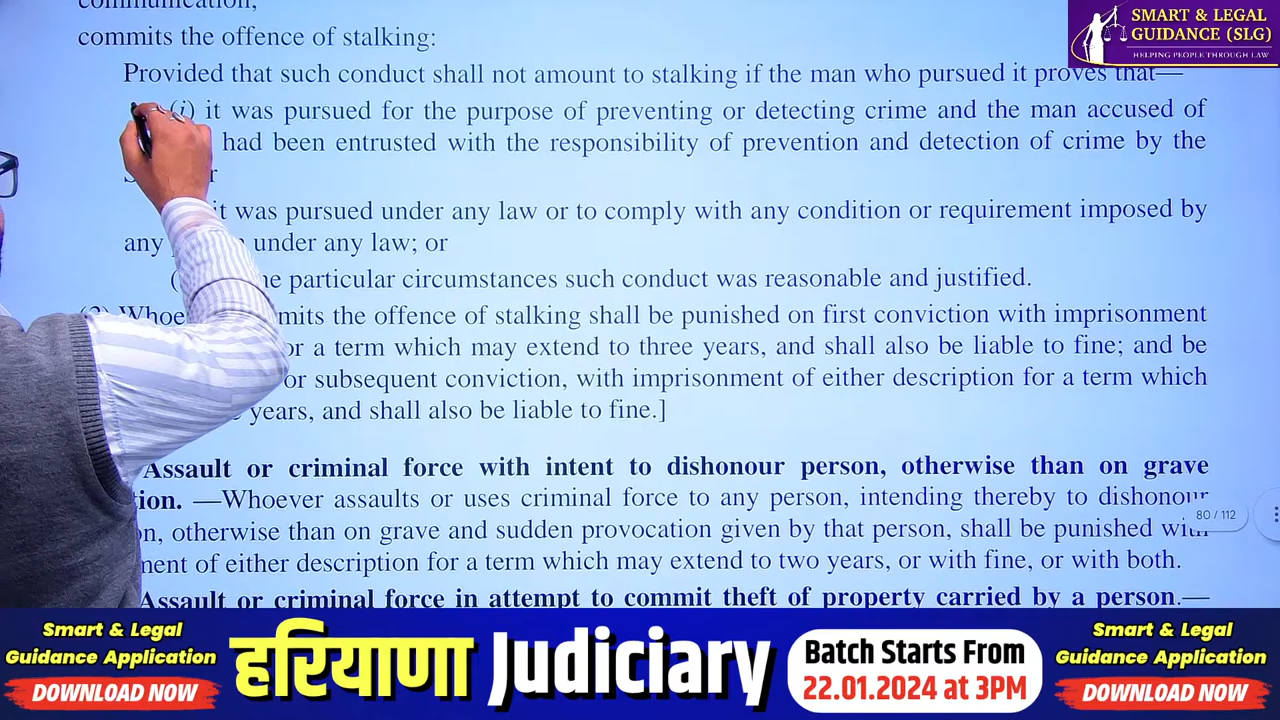 commits the offence of stalking:
SMART & LEGAL
GUIDANCE (SLG)
HELPING PEOPLE THROUGH LAW
Provided that such conduct shall not amount to stalking if the man who pursued it proves that—
(i) it was pursued for the purpose of preventing or detecting crime and the man accused of
had been entrusted with the responsibility of prevention and detection of crime by the
it was pursued under any law or to comply with any condition or requirement imposed by
any under any law; or
particular circumstances such conduct was reasonable and justified.
the offence of stalking shall be punished on first conviction with imprisonment
or a term which may extend to three years, and shall also be liable to fine; and be
or subsequent conviction, with imprisonment of either description for a term which
years, and shall also be liable to fine.]
Assault or criminal force with intent to dishonour person, otherwise than on grave
—Whoever assaults or uses criminal force to any person, intending thereby to dishonour
otherwise than on grave and sudden provocation given by that person, shall be punished with
of either description for a term which may extend to two years, or with fine, or with both.
80 / 112
Assault or criminal force in attempt to commit theft of property carried by a person.—
Smart & Legal
Guidance Application
DOWNLOAD NOW
हरियाणा Judiciary
Batch Starts From
22.01.2024 at 3PM
Smart & Legal
Guidance Application
DOWNLOAD NOW